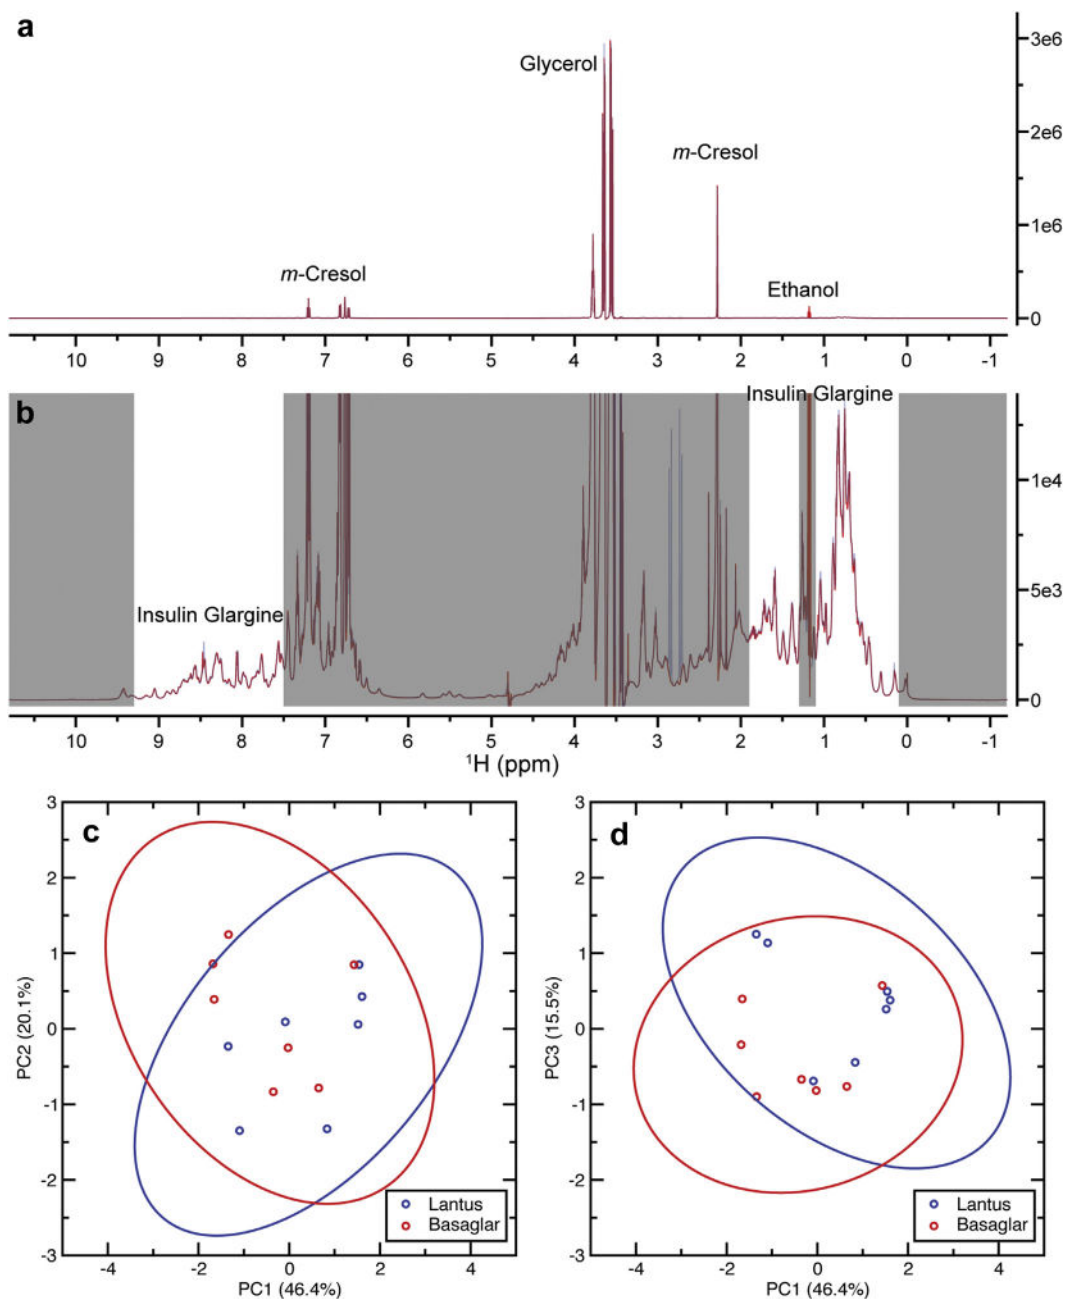 a
3e6
Glycerol
2e6
m-Cresol
1e6
m-Cresol
Ethanol
0
10 9 8 7 6 5 4 3 2 1 0 -1
b
Insulin Glargine
1e4
Insulin Glargine
5e3
0
10 9 8 7 6 5 4 3 2 1 0 -1
¹H (ppm)
c
3
2
1
0
-1
-2
-3
PC2 (20.1%)
Lantus
Basaglar
-4 -2 0 2 4
PC1 (46.4%)
d
3
2
1
0
-1
-2
-3
PC3 (15.5%)
Lantus
Basaglar
-4 -2 0 2 4
PC1 (46.4%)